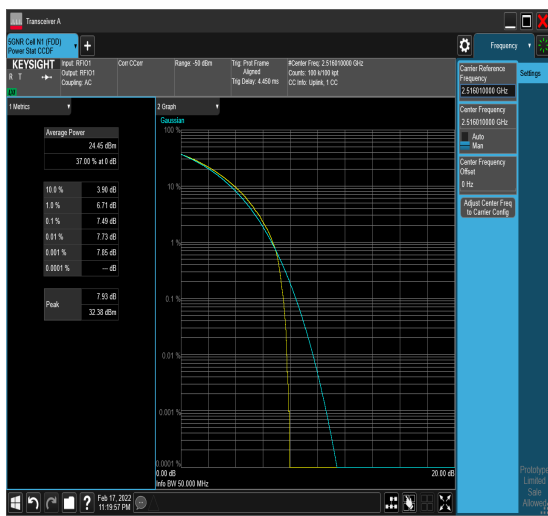 Transceiver A
5GNR Cell N1 (FDD)
Power Stat CCDF
Frequency
KEYSIGHT
R T
Input: RFIO1
Output: RFIO1
Coupling: AC
Corr CCorr
Range: -50 dBm
Trig: Prot Frame
Aligned
Trig Delay: 4.450 ms
#Center Freq: 2.516010000 GHz
Counts: 100 k/100 kpt
CC Info: Uplink, 1 CC
1 Metrics
Average Power
24.45 dBm
37.00 % at 0 dB
10.0 % 3.90 dB
1.0 % 6.71 dB
0.1 % 7.49 dB
0.01 % 7.73 dB
0.001 % 7.85 dB
0.0001 % --- dB
Peak
7.93 dB
32.38 dBm
2 Graph
Gaussian
100 %
10 %
1 %
0.1 %
0.01 %
0.001 %
0.0001 %
0.00 dB
20.00 dB
Info BW 50.000 MHz
Carrier Reference
Frequency
2.516010000 GHz
Settings
Center Frequency
2.516010000 GHz
Auto
Man
Center Frequency
Offset
0 Hz
Adjust Center Freq
to Carrier Config
Prototype
Limited
Sale
Allowed
Feb 17, 2022
11:19:57 PM